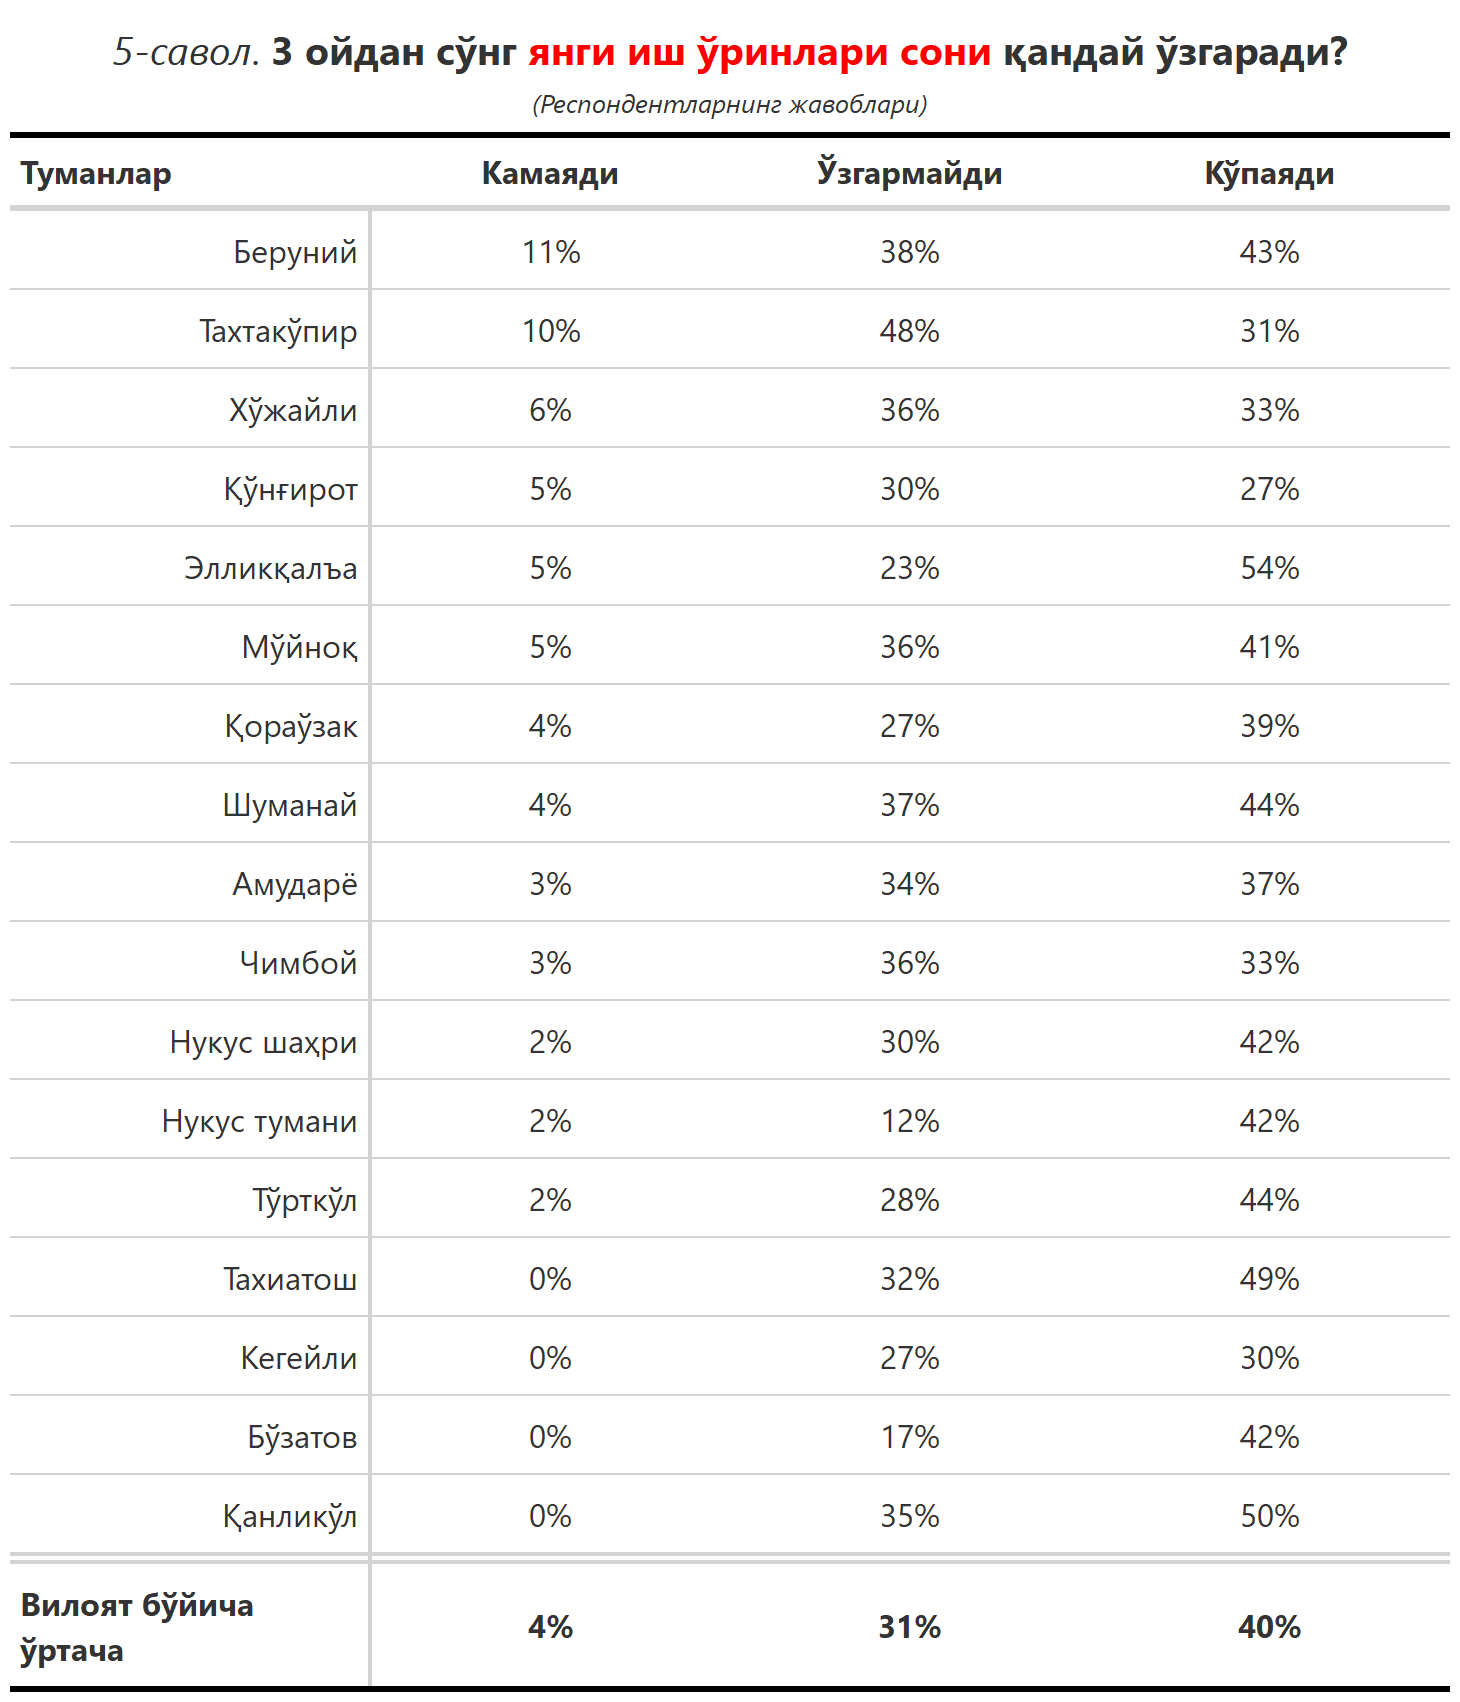 5-савол. 3 ойдан сўнг янги иш ўринлари сони қандай ўзгаради?
(Респондентларнинг жавоблари)
Туманлар Камаяди Ўзгармайди Кўпаяди
Беруний 11% 38% 43%
Тахтакўпир 10% 48% 31%
Хўжайли 6% 36% 33%
Қўнғирот 5% 30% 27%
Элликқалъа 5% 23% 54%
Мўйноқ 5% 36% 41%
Қораўзак 4% 27% 39%
Шуманай 4% 37% 44%
Амударё 3% 34% 37%
Чимбой 3% 36% 33%
Нукус шаҳри 2% 30% 42%
Нукус тумани 2% 12% 42%
Тўрткўл 2% 28% 44%
Тахиатош 0% 32% 49%
Кегейли 0% 27% 30%
Бўзатов 0% 17% 42%
Қанликўл 0% 35% 50%
Вилоят бўйича
ўртача 4% 31% 40%